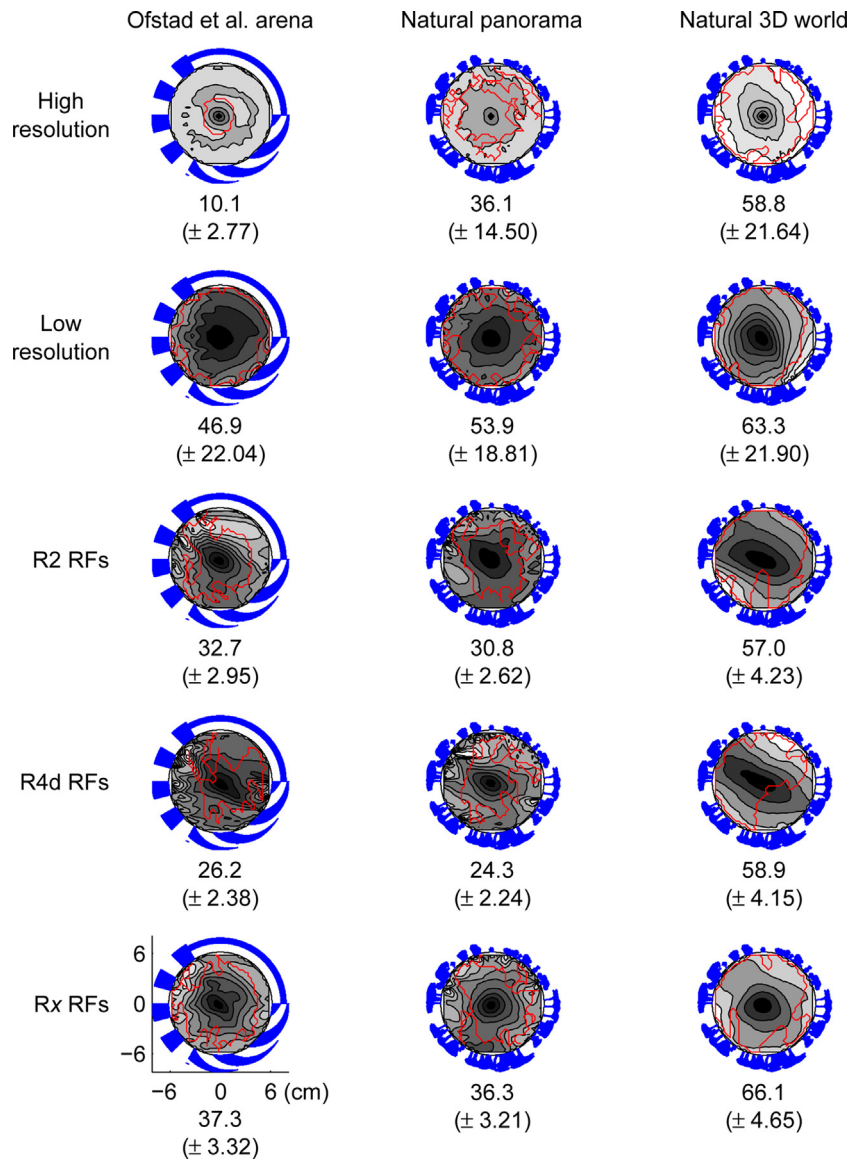 Ofstad et al. arena Natural panorama Natural 3D world
High resolution
10.1 36.1 58.8
(± 2.77) (± 14.50) (± 21.64)
Low resolution
46.9 53.9 63.3
(± 22.04) (± 18.81) (± 21.90)
R2 RFs
32.7 30.8 57.0
(± 2.95) (± 2.62) (± 4.23)
R4d RFs
26.2 24.3 58.9
(± 2.38) (± 2.24) (± 4.15)
Rx RFs
6
0
−6
−6 0 6 (cm)
37.3 36.3 66.1
(± 3.32) (± 3.21) (± 4.65)